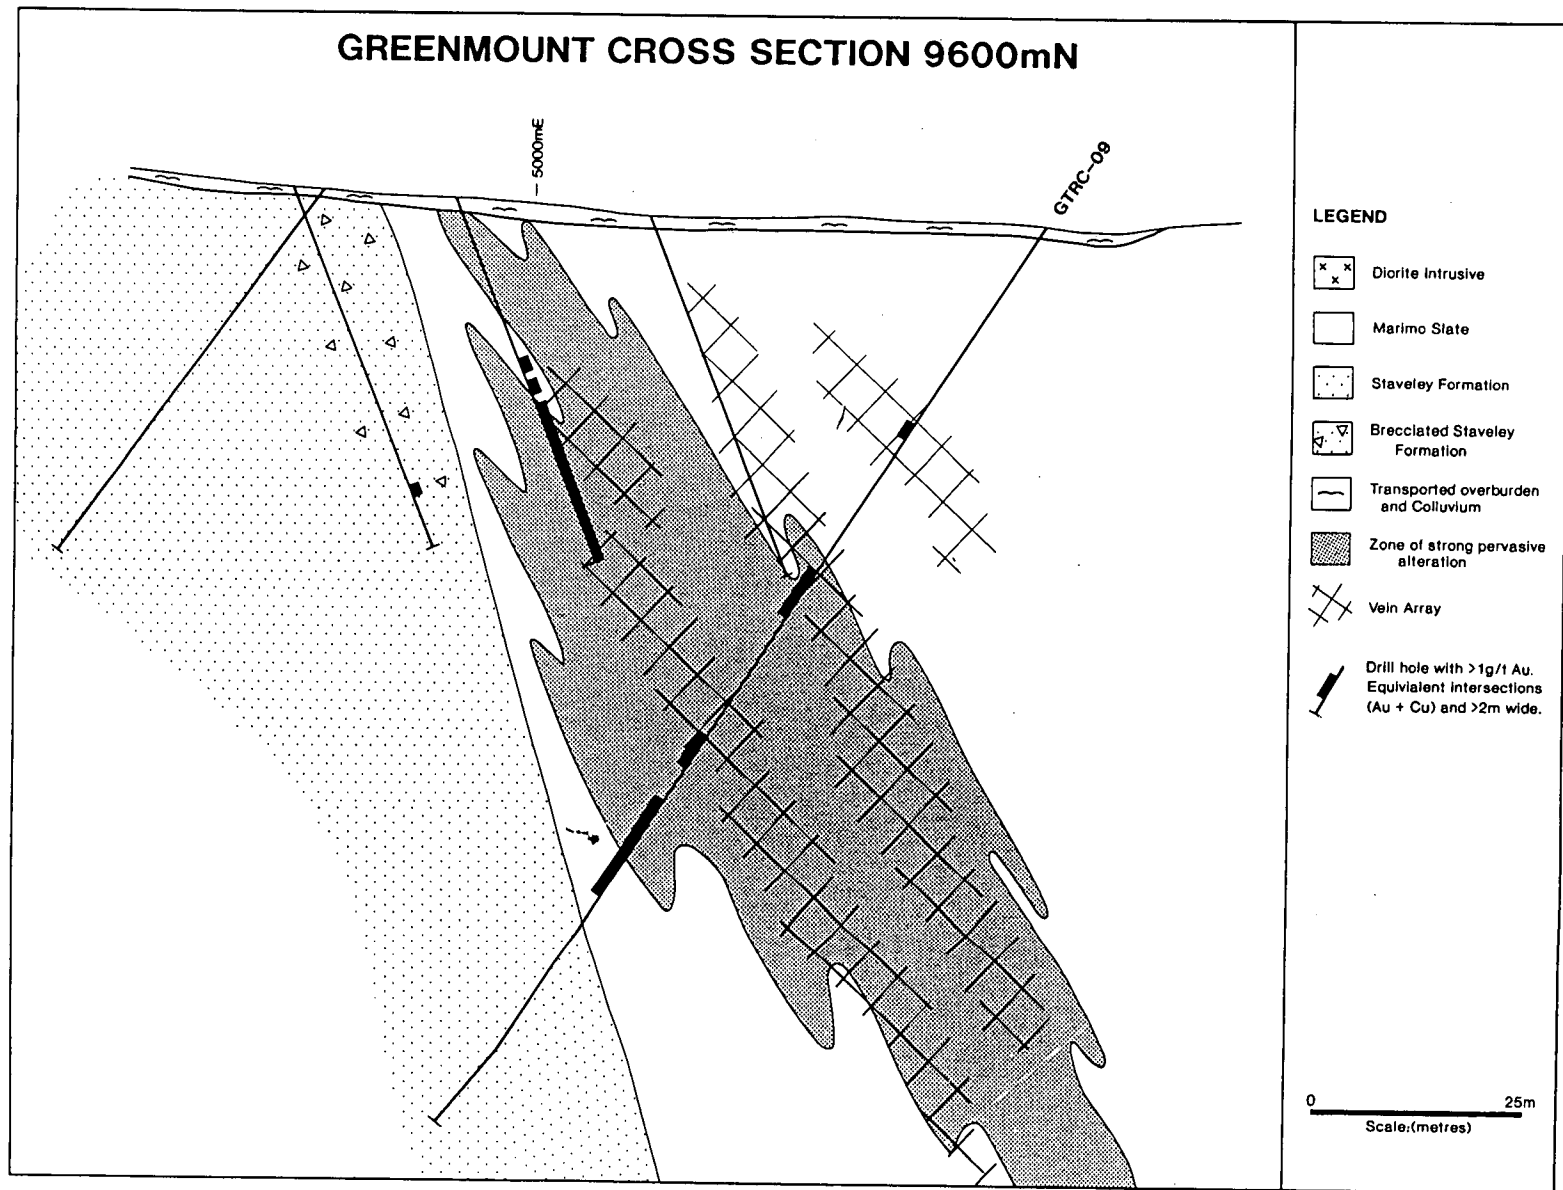 GREENMOUNT CROSS SECTION 9600mN
5000mE
GTRC-09
LEGEND
Diorite Intrusive
Marimo Slate
Staveley Formation
Brecciated Staveley
Formation
Transported overburden
and Colluvium
Zone of strong pervasive
alteration
Vein Array
Drill hole with >1g/t Au.
Equivialent intersections
(Au + Cu) and >2m wide.
0 25m
Scale:(metres)